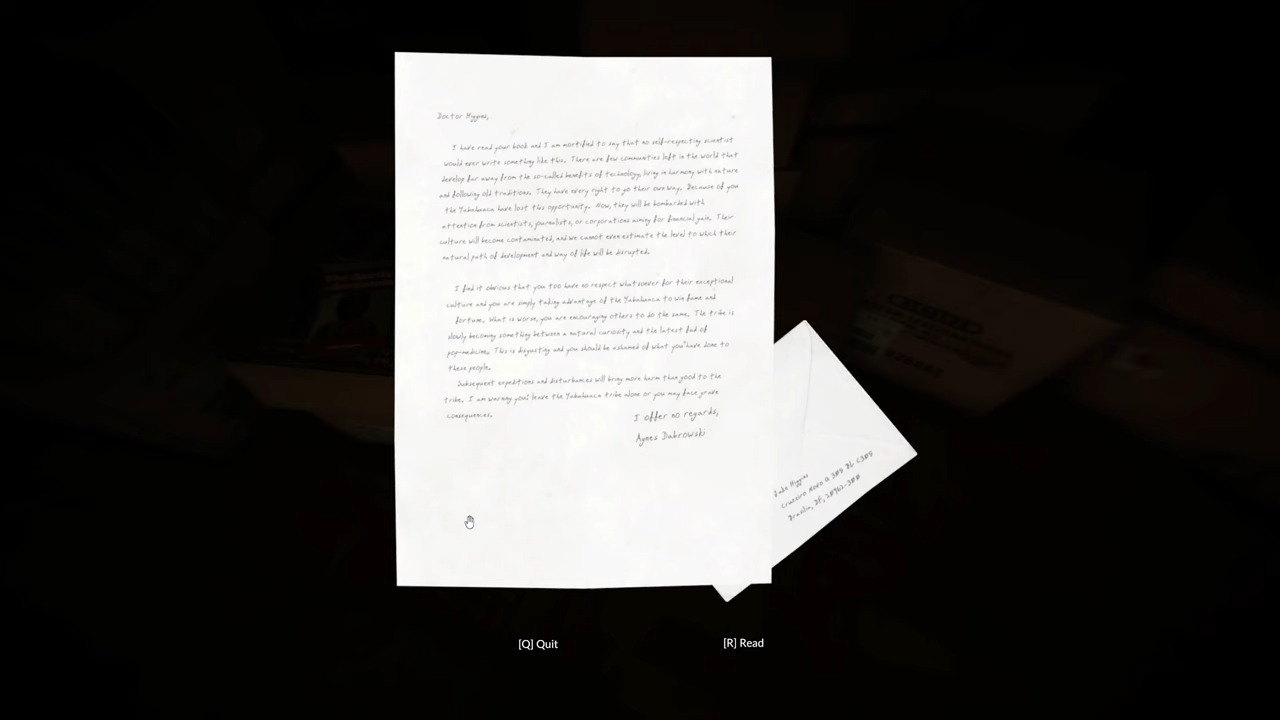 Doctor Higgins,
I have read your book and I am mortified to say that no self-respecting scientist
would ever write something like this. There are few communities left in the world that
develop far away from the so-called benefits of technology, living in harmony with nature
and following old traditions. They have every right to go their own way. Because of you
the Yabahuaca have lost this opportunity. Now, they will be bombarded with
attention from scientists, journalists, or corporations aiming for financial gain. Their
culture will become contaminated, and we cannot even estimate the level to which their
natural path of development and way of life will be disrupted.
I find it obvious that you too have no respect whatsoever for their exceptional
culture and you are simply taking advantage of the Yabahuaca to win fame and
fortune. What is worse, you are encouraging others to do the same. The tribe is
slowly becoming something between a natural curiosity and the latest fad of
pop-medicine. This is disgusting and you should be ashamed of what you have done to
these people.
Subsequent expeditions and disturbances will bring more harm than good to the
tribe. I am warning you: leave the Yabahuaca tribe alone or you may face grave
consequences.
I offer no regards,
Agnes Dabrowski
Jake Higgins
Cruzeiro Novo Q
Brasília, DF,
[Q] Quit
[R] Read